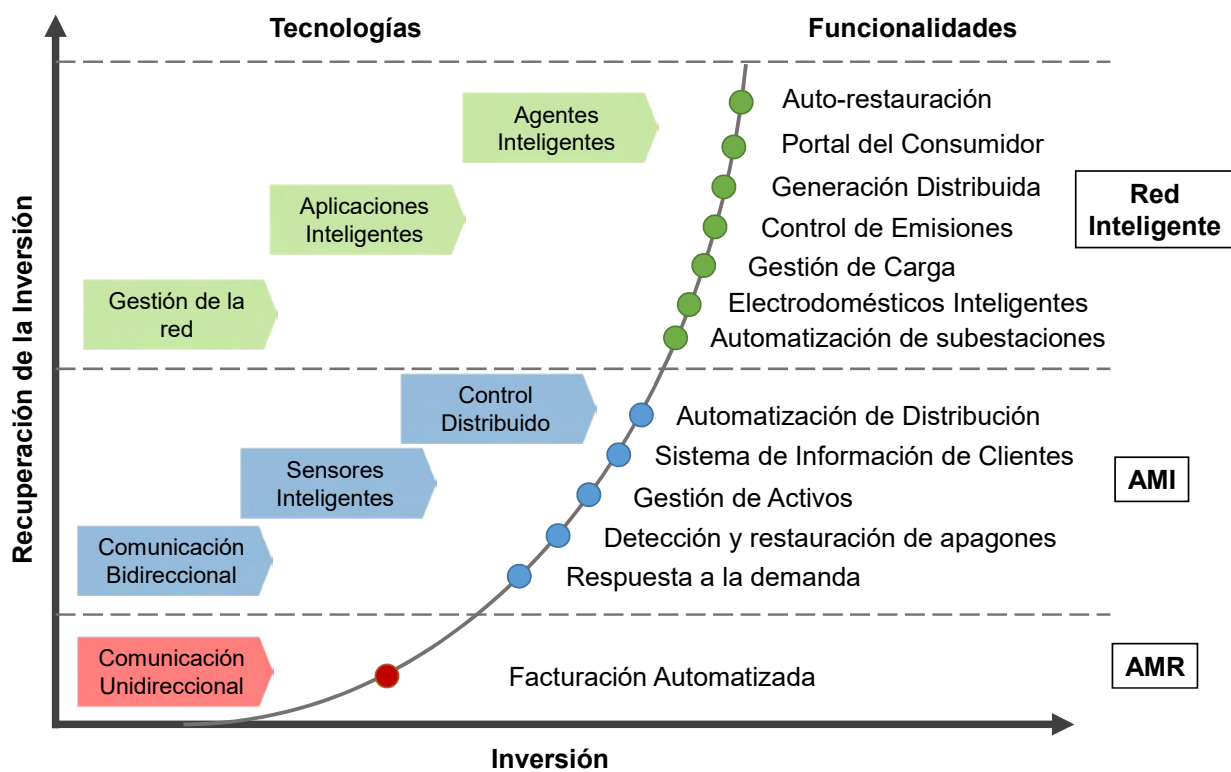 Tecnologías
Funcionalidades
Recuperación de la Inversión
Agentes
Inteligentes
Aplicaciones
Inteligentes
Gestión de la
red
Auto-restauración
Portal del Consumidor
Generación Distribuida
Control de Emisiones
Gestión de Carga
Electrodomésticos Inteligentes
Automatización de subestaciones
Red
Inteligente
Control
Distribuido
Sensores
Inteligentes
Comunicación
Bidireccional
Automatización de Distribución
Sistema de Información de Clientes
Gestión de Activos
Detección y restauración de apagones
Respuesta a la demanda
AMI
Comunicación
Unidireccional
Facturación Automatizada
AMR
Inversión